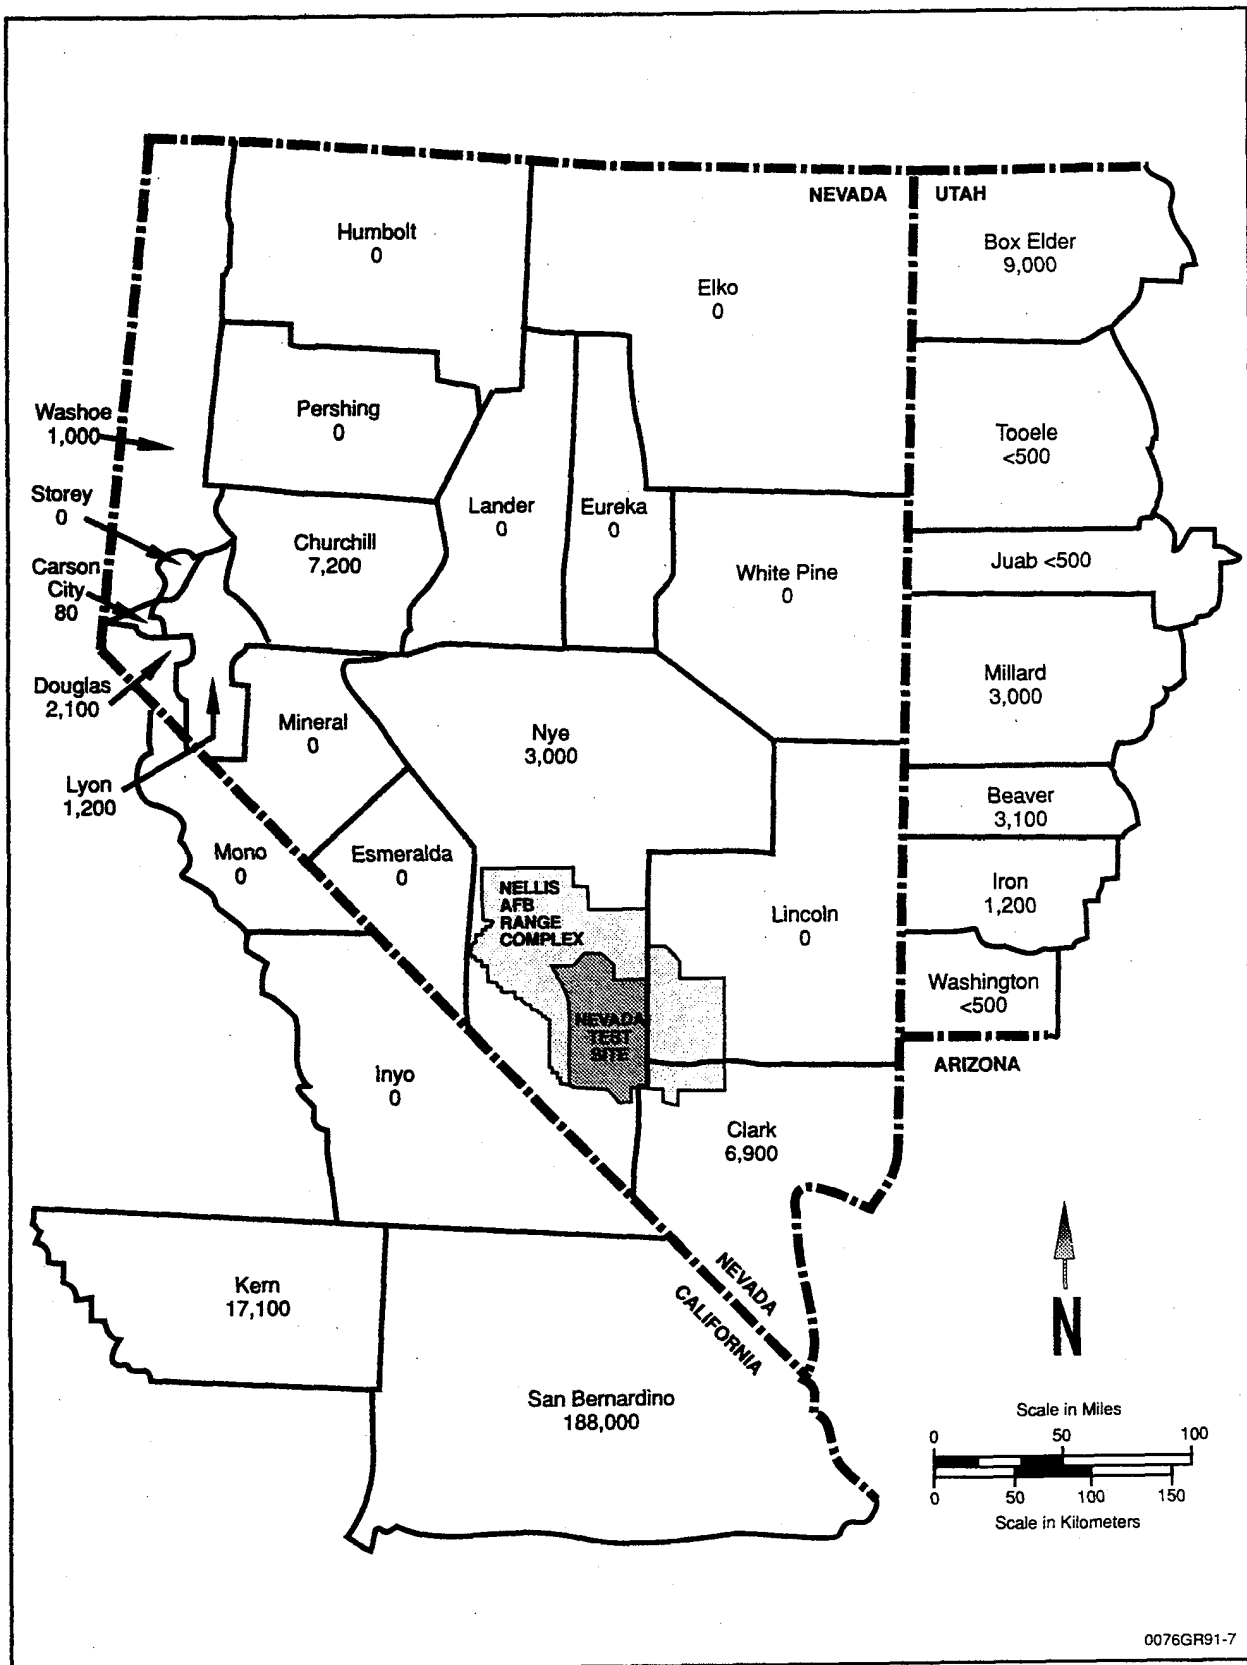 NEVADA
UTAH
Humbolt
0
Elko
0
Box Elder
9,000
Washoe
1,000
Pershing
0
Tooele
<500
Storey
0
Lander
0
Eureka
0
Churchill
7,200
Juab <500
Carson
City
80
White Pine
0
Douglas
2,100
Mineral
0
Nye
3,000
Millard
3,000
Lyon
1,200
Beaver
3,100
Mono
0
Esmeralda
0
NELLIS
AFB
RANGE
COMPLEX
Lincoln
0
Iron
1,200
Washington
<500
NEVADA
TEST
SITE
ARIZONA
Inyo
0
Clark
6,900
Kern
17,100
NEVADA
CALIFORNIA
N
San Bernardino
188,000
Scale in Miles
0 50 100
0 50 100 150
Scale in Kilometers
0076GR91-7